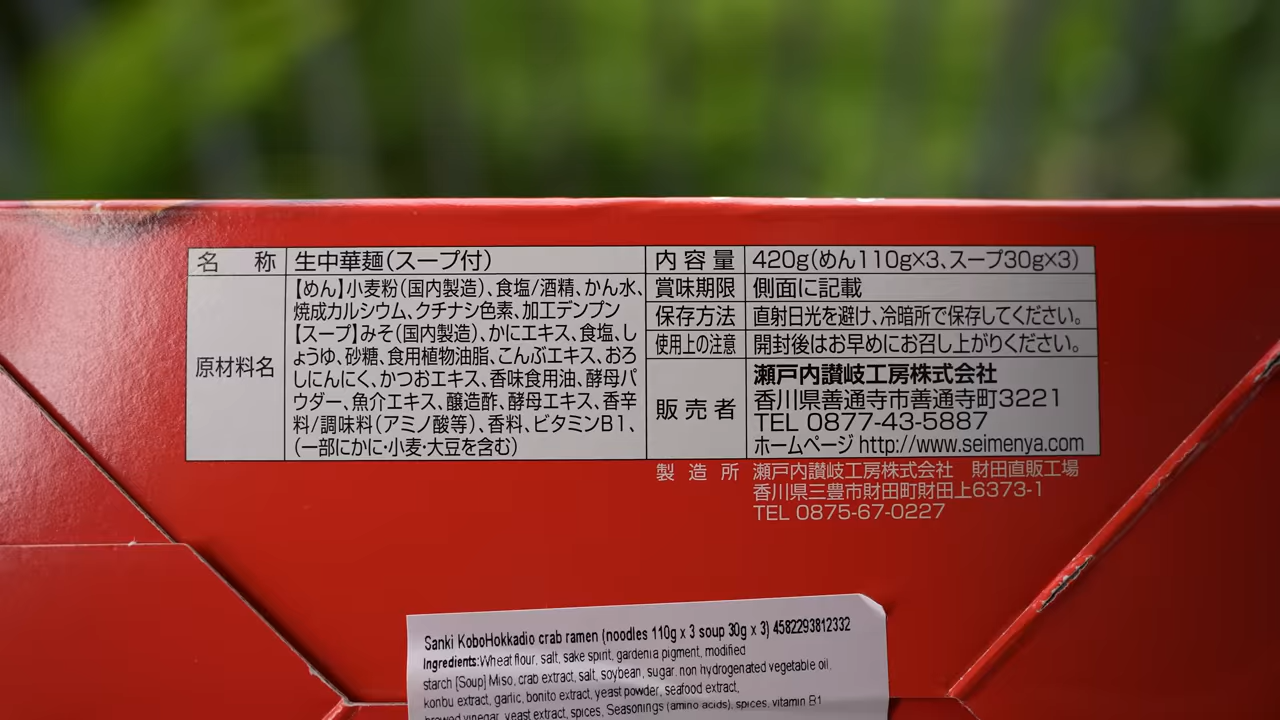 名 称
生中華麺(スープ付)
原材料名
【めん】小麦粉(国内製造)、食塩/酒精、かん水、
焼成カルシウム、クチナシ色素、加工デンプン
【スープ】みそ(国内製造)、かにエキス、食塩、し
ょうゆ、砂糖、食用植物油脂、こんぶエキス、おろ
しにんにく、かつおエキス、香味食用油、酵母パ
ウダー、魚介エキス、醸造酢、酵母エキス、香辛
料/調味料(アミノ酸等)、香料、ビタミンB1、
(一部にかに・小麦・大豆を含む)
内容量
420g(めん110g×3、スープ30g×3)
賞味期限
側面に記載
保存方法
直射日光を避け、冷暗所で保存してください。
使用上の注意
開封後はお早めにお召し上がりください。
販売者
瀬戸内讃岐工房株式会社
香川県善通寺市善通寺町3221
TEL 0877-43-5887
ホームページ http://www.seimenya.com
製造所 瀬戸内讃岐工房株式会社 財田直販工場
香川県三豊市財田町財田上6373-1
TEL 0875-67-0227
Sanki KoboHokkadio crab ramen (noodles 110g x 3 soup 30g x 3) 4582293812332
Ingredients:Wheat flour, salt, sake spirit, gardenia pigment, modified
starch [Soup] Miso, crab extract, salt, soybean, sugar, non hydrogenated vegetable oil,
konbu extract, garlic, bonito extract, yeast powder, seafood extract,
brewed vinegar, yeast extract, spices, Seasonings (amino acids), spices, vitamin B1